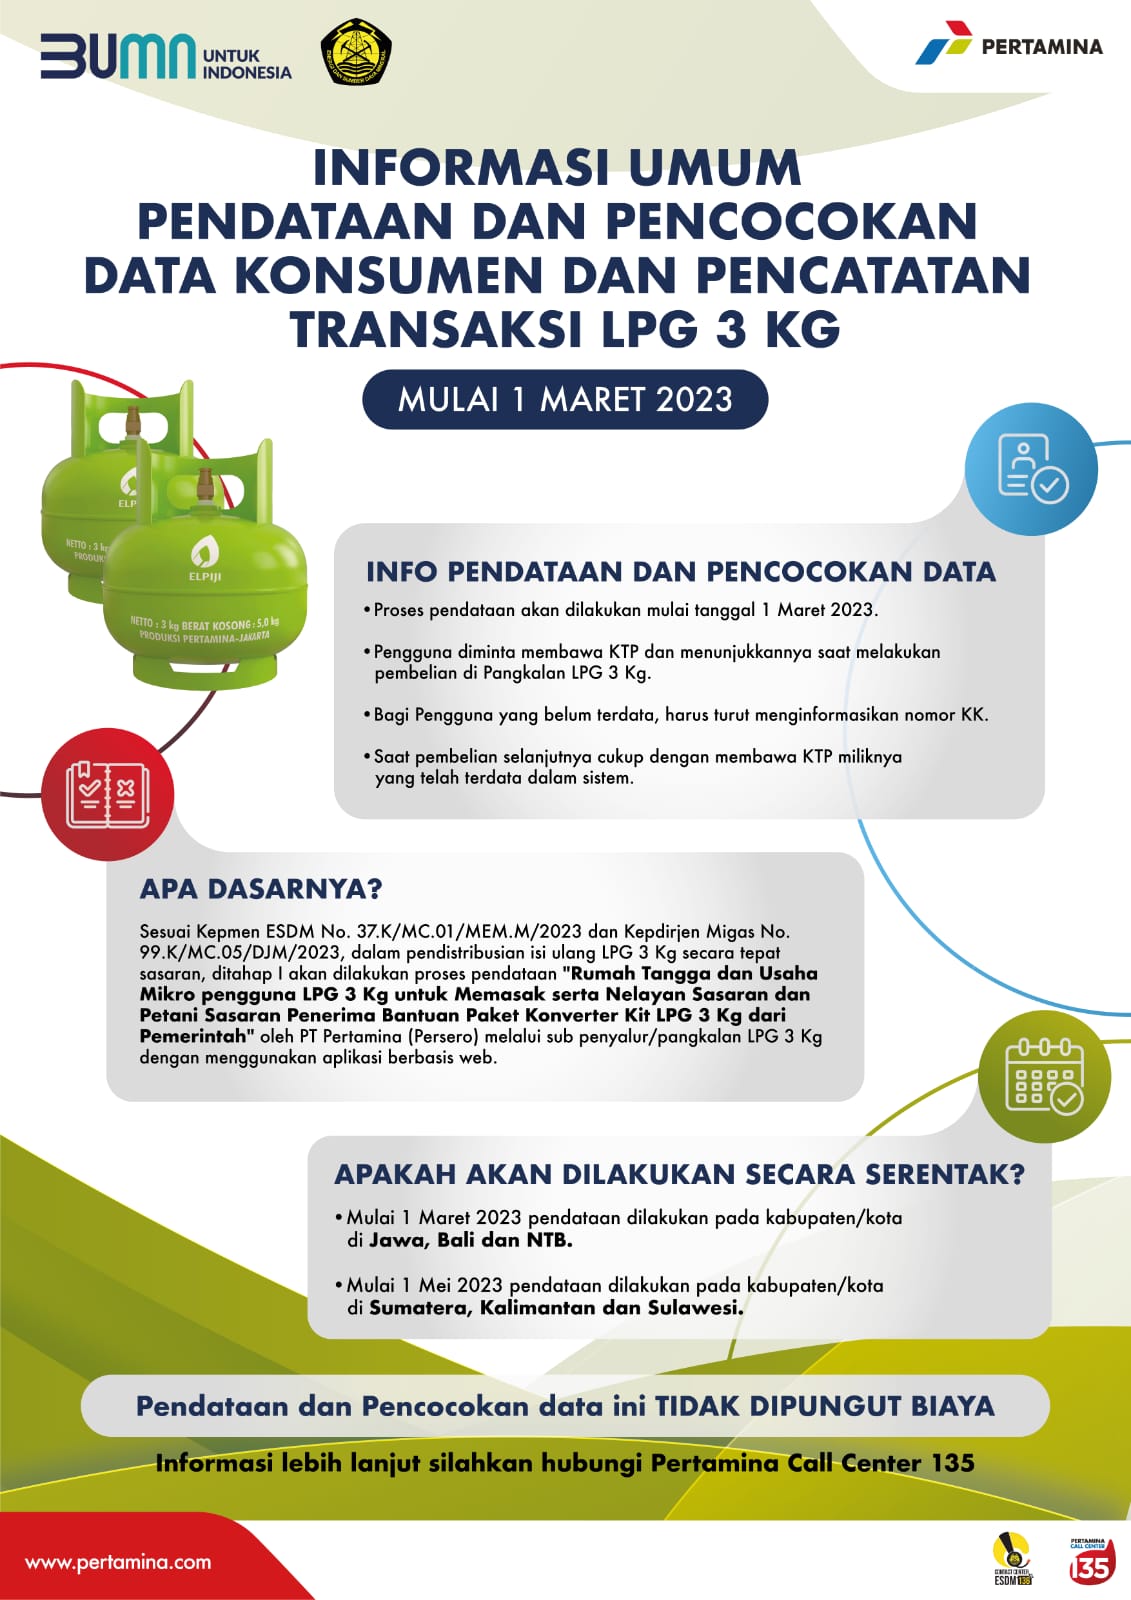 BUMN UNTUK
INDONESIA
ENERGI DAN SUMBER DAYA MINERAL
PERTAMINA
INFORMASI UMUM
PENDATAAN DAN PENCOCOKAN
DATA KONSUMEN DAN PENCATATAN
TRANSAKSI LPG 3 KG
MULAI 1 MARET 2023
ELPIJI
NETTO : 3 kg BERAT KOSONG : 5,0 kg
PRODUKSI PERTAMINA-JAKARTA
INFO PENDATAAN DAN PENCOCOKAN DATA
• Proses pendataan akan dilakukan mulai tanggal 1 Maret 2023.
• Pengguna diminta membawa KTP dan menunjukkannya saat melakukan
pembelian di Pangkalan LPG 3 Kg.
• Bagi Pengguna yang belum terdata, harus turut menginformasikan nomor KK.
• Saat pembelian selanjutnya cukup dengan membawa KTP miliknya
yang telah terdata dalam sistem.
APA DASARNYA?
Sesuai Kepmen ESDM No. 37.K/MC.01/MEM.M/2023 dan Kepdirjen Migas No.
99.K/MC.05/DJM/2023, dalam pendistribusian isi ulang LPG 3 Kg secara tepat
sasaran, ditahap I akan dilakukan proses pendataan "Rumah Tangga dan Usaha
Mikro pengguna LPG 3 Kg untuk Memasak serta Nelayan Sasaran dan
Petani Sasaran Penerima Bantuan Paket Konverter Kit LPG 3 Kg dari
Pemerintah" oleh PT Pertamina (Persero) melalui sub penyalur/pangkalan LPG 3 Kg
dengan menggunakan aplikasi berbasis web.
APAKAH AKAN DILAKUKAN SECARA SERENTAK?
• Mulai 1 Maret 2023 pendataan dilakukan pada kabupaten/kota
di Jawa, Bali dan NTB.
• Mulai 1 Mei 2023 pendataan dilakukan pada kabupaten/kota
di Sumatera, Kalimantan dan Sulawesi.
Pendataan dan Pencocokan data ini TIDAK DIPUNGUT BIAYA
Informasi lebih lanjut silahkan hubungi Pertamina Call Center 135
www.pertamina.com
CONTACT CENTER
ESDM 136
PERTAMINA
CALL CENTER
135